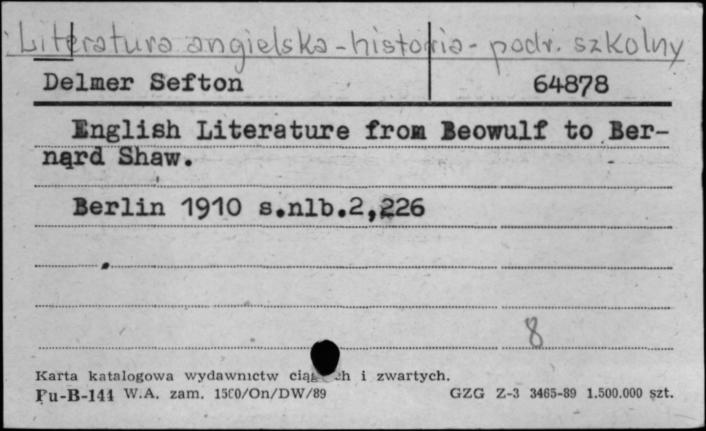 Literatura angielska - historia - podr. szkolny
Delmer Sefton 64878
English Literature from Beowulf to Ber-
nard Shaw.
Berlin 1910 s.nlb.2,226
8
Karta katalogowa wydawnictw i zwartych.
Pu-B-144 W.A. zam. 1500/On/DW/89 GZG Z-3 3465-89 1.500.000 szt.